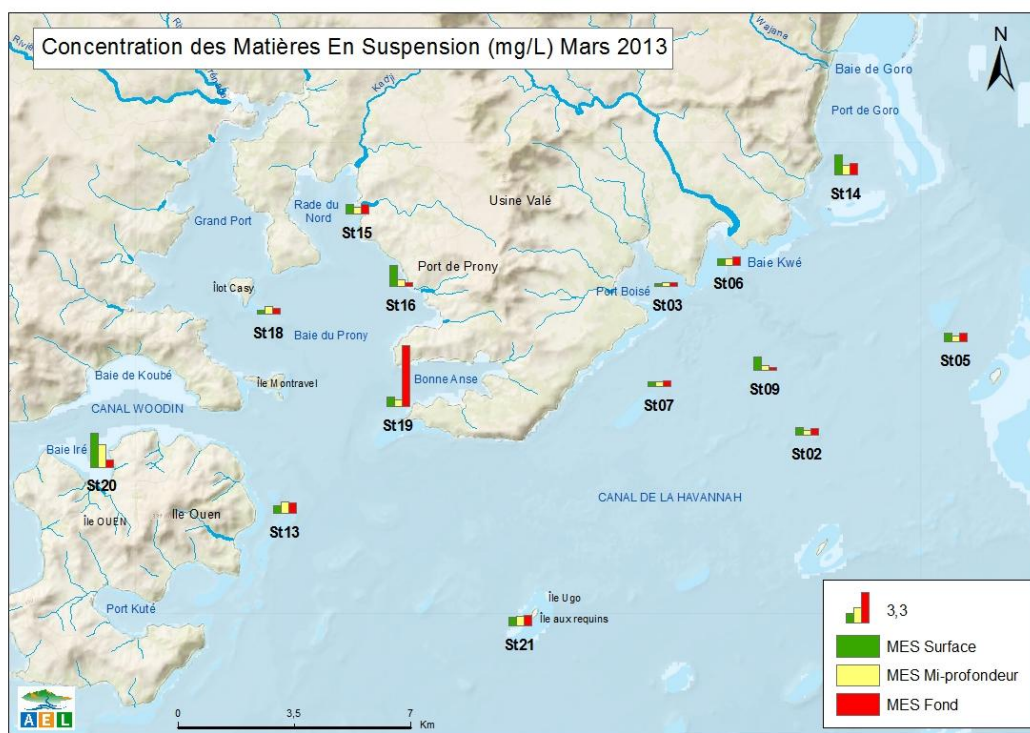 Concentration des Matières En Suspension (mg/L) Mars 2013
Wajana
N
Baie de Goro
Port de Goro
Kadji
St14
Rade du
Nord
Usine Valé
Grand Port
St15
Port de Prony
Baie Kwé
St06
Îlot Casy
St16
Port Boisé
St03
St18
Baie du Prony
St05
Baie de Koubé
Île Montravel
Bonne Anse
St09
St07
CANAL WOODIN
St19
St02
Baie Iré
St20
CANAL DE LA HAVANNAH
Île OUEN
Ile Ouen
St13
Port Kuté
Île Ugo
Île aux requins
St21
3,3
MES Surface
MES Mi-profondeur
MES Fond
AEL
0
3,5
7
Km